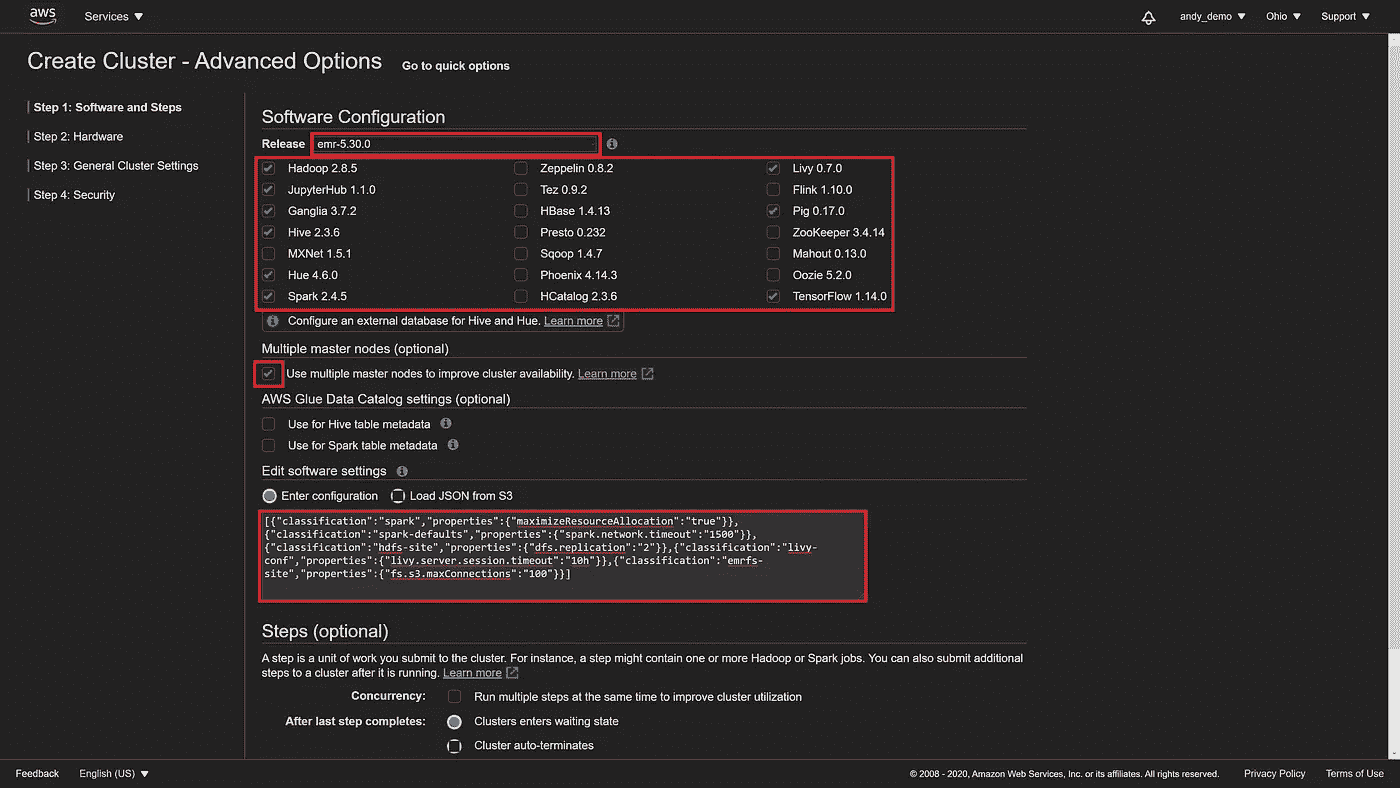 aws Services andy_demo Ohio Support
Create Cluster - Advanced Options Go to quick options
Step 1: Software and Steps
Step 2: Hardware
Step 3: General Cluster Settings
Step 4: Security
Software Configuration
Release emr-5.30.0
Hadoop 2.8.5 Zeppelin 0.8.2 Livy 0.7.0
JupyterHub 1.1.0 Tez 0.9.2 Flink 1.10.0
Ganglia 3.7.2 HBase 1.4.13 Pig 0.17.0
Hive 2.3.6 Presto 0.232 ZooKeeper 3.4.14
MXNet 1.5.1 Sqoop 1.4.7 Mahout 0.13.0
Hue 4.6.0 Phoenix 4.14.3 Oozie 5.2.0
Spark 2.4.5 HCatalog 2.3.6 TensorFlow 1.14.0
Configure an external database for Hive and Hue. Learn more
Multiple master nodes (optional)
Use multiple master nodes to improve cluster availability. Learn more
AWS Glue Data Catalog settings (optional)
Use for Hive table metadata
Use for Spark table metadata
Edit software settings
Enter configuration Load JSON from S3
[{"classification":"spark","properties":{"maximizeResourceAllocation":"true"}},
{"classification":"spark-defaults","properties":{"spark.network.timeout":"1500"}},
{"classification":"hdfs-site","properties":{"dfs.replication":"2"}},{"classification":"livy-
conf","properties":{"livy.server.session.timeout":"10h"}},{"classification":"emrfs-
site","properties":{"fs.s3.maxConnections":"100"}}]
Steps (optional)
A step is a unit of work you submit to the cluster. For instance, a step might contain one or more Hadoop or Spark jobs. You can also submit additional
steps to a cluster after it is running. Learn more
Concurrency: Run multiple steps at the same time to improve cluster utilization
After last step completes: Clusters enters waiting state
Cluster auto-terminates
Feedback English (US) © 2008 - 2020, Amazon Web Services, Inc. or its affiliates. All rights reserved. Privacy Policy Terms of Use